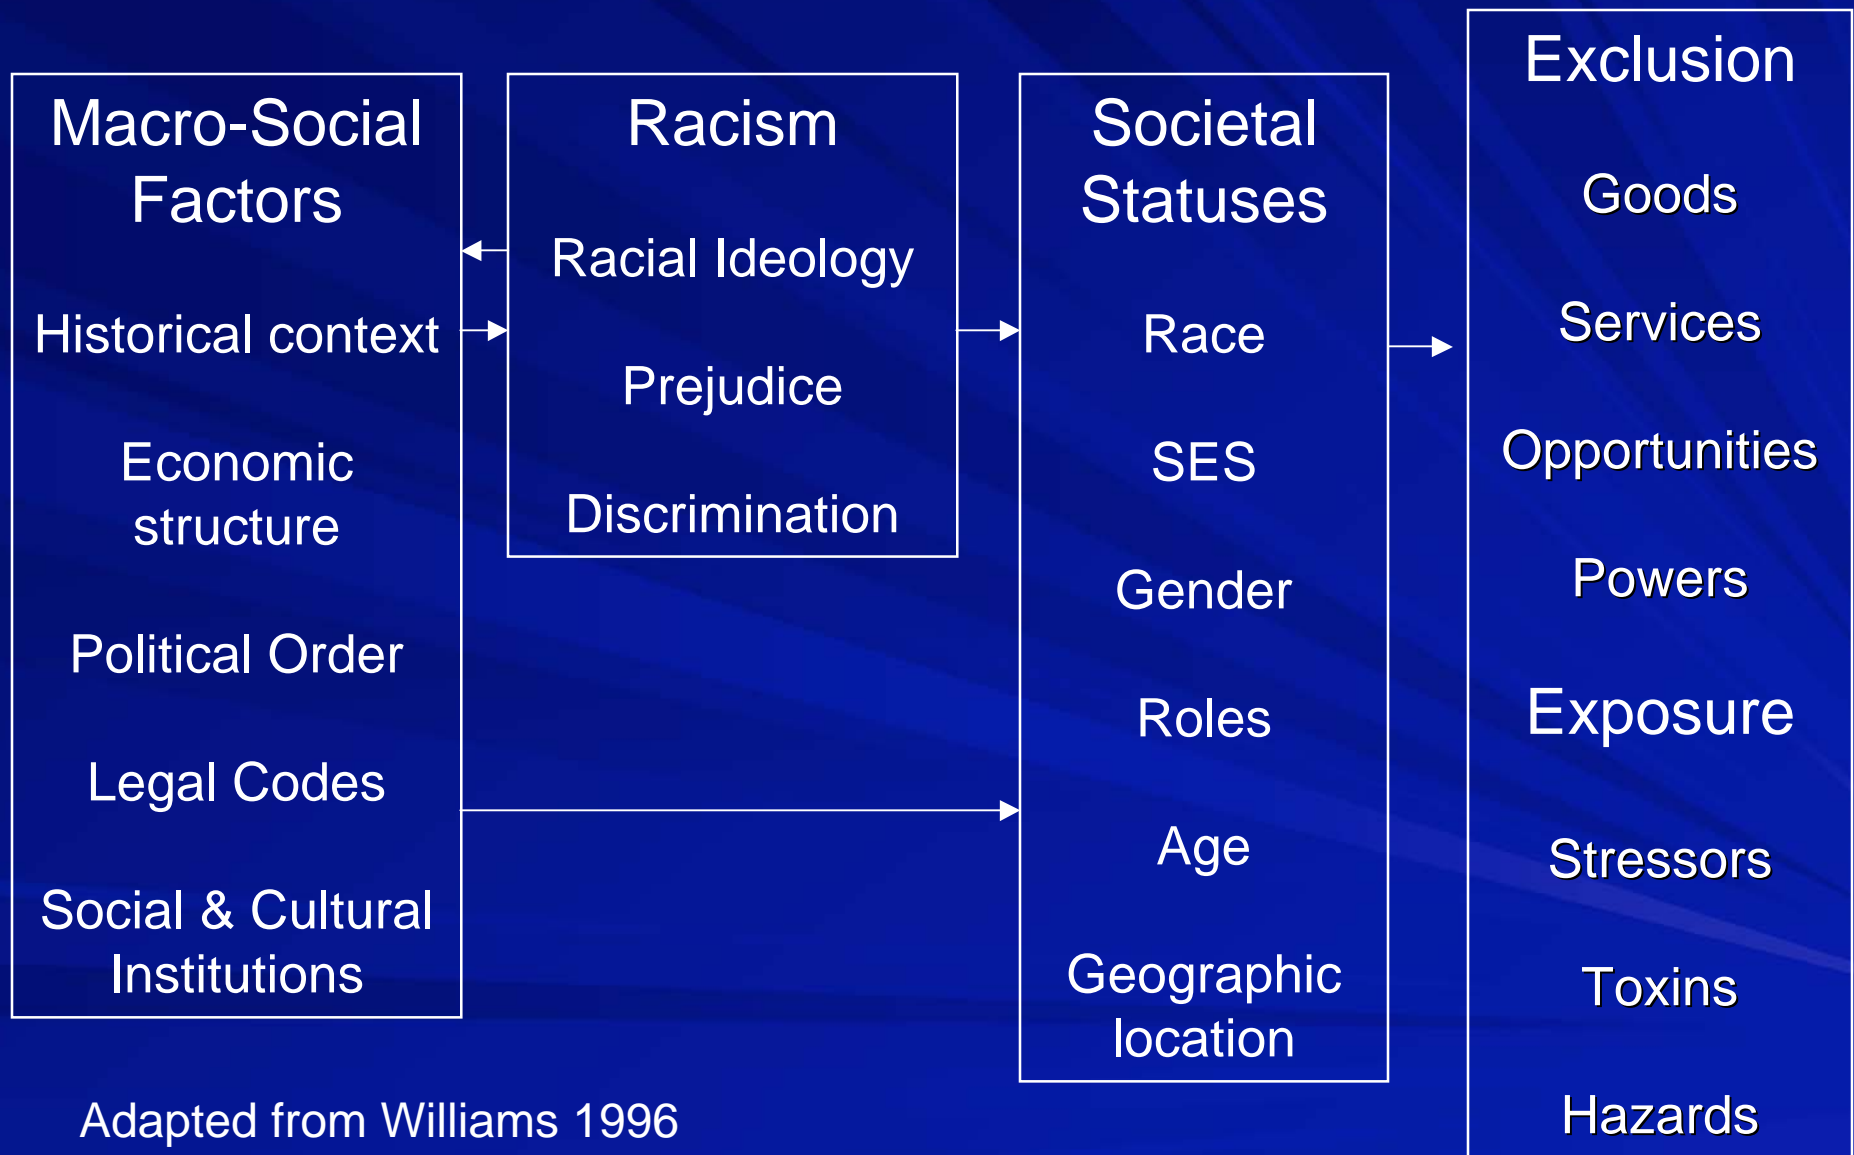 Macro-Social
Factors
Historical context
Economic
structure
Political Order
Legal Codes
Social & Cultural
Institutions
Racism
Racial Ideology
Prejudice
Discrimination
Societal
Statuses
Race
SES
Gender
Roles
Age
Geographic
location
Exclusion
Goods
Services
Opportunities
Powers
Exposure
Stressors
Toxins
Hazards
Adapted from Williams 1996